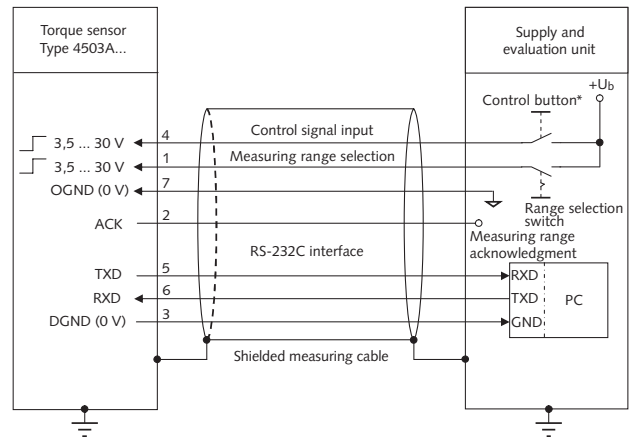 Torque sensor
Type 4503A...
Supply and
evaluation unit
+Ub
Control button*
3,5 ... 30 V
4
Control signal input
3,5 ... 30 V
1
Measuring range selection
OGND (0 V)
7
Range selection
switch
ACK
2
Measuring range
acknowledgment
RS-232C interface
TXD
5
RXD
RXD
6
TXD
PC
DGND (0 V)
3
GND
Shielded measuring cable